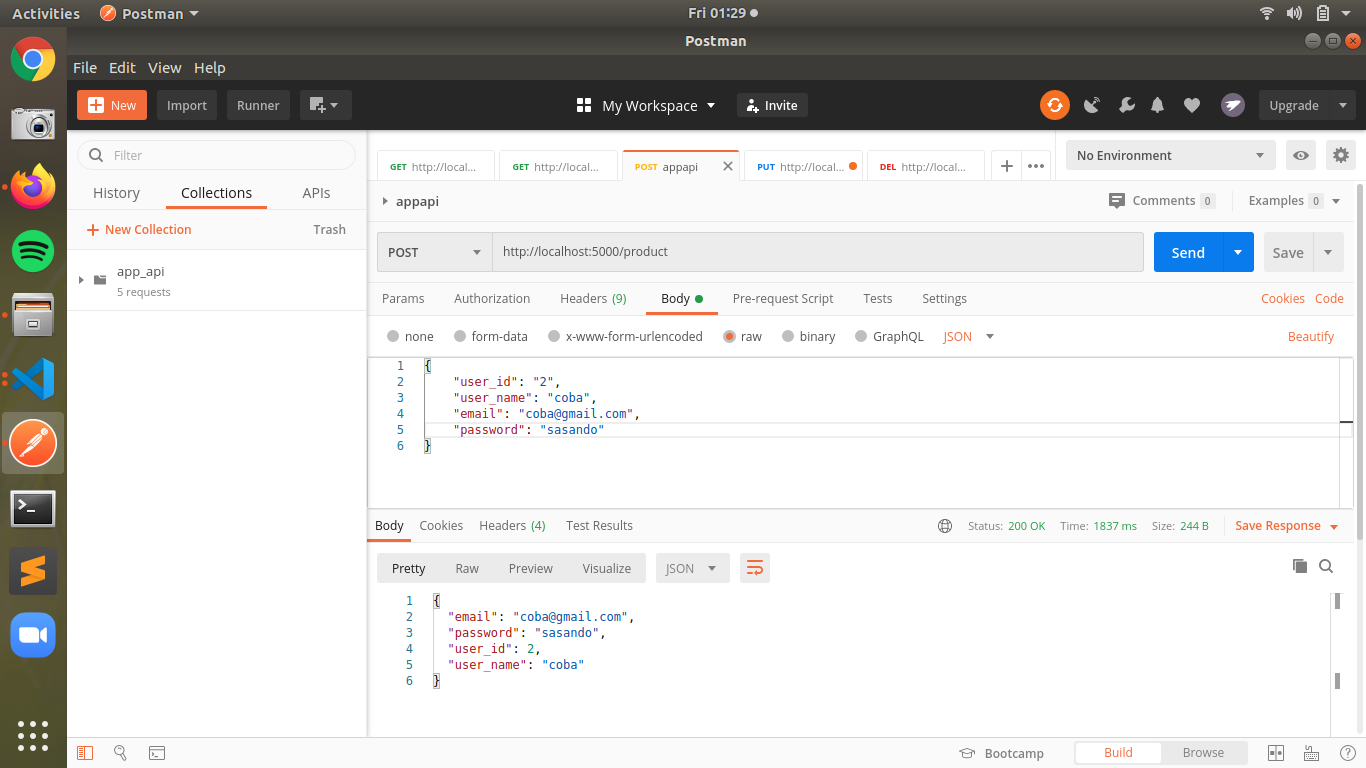 Activities Postman Fri 01:29
Postman
File Edit View Help
New Import Runner My Workspace Invite Upgrade
Filter
History Collections APIs
New Collection Trash
app_api
5 requests
GET http://local... GET http://local... POST appapi PUT http://local... DEL http://local... No Environment
appapi Comments 0 Examples 0
POST http://localhost:5000/product Send Save
Params Authorization Headers (9) Body Pre-request Script Tests Settings Cookies Code
none form-data x-www-form-urlencoded raw binary GraphQL JSON Beautify
1 {
2 "user_id": "2",
3 "user_name": "coba",
4 "email": "coba@gmail.com",
5 "password": "sasando"
6 }
Body Cookies Headers (4) Test Results Status: 200 OK Time: 1837 ms Size: 244 B Save Response
Pretty Raw Preview Visualize JSON
1 {
2 "email": "coba@gmail.com",
3 "password": "sasando",
4 "user_id": 2,
5 "user_name": "coba"
6 }
Bootcamp Build Browse